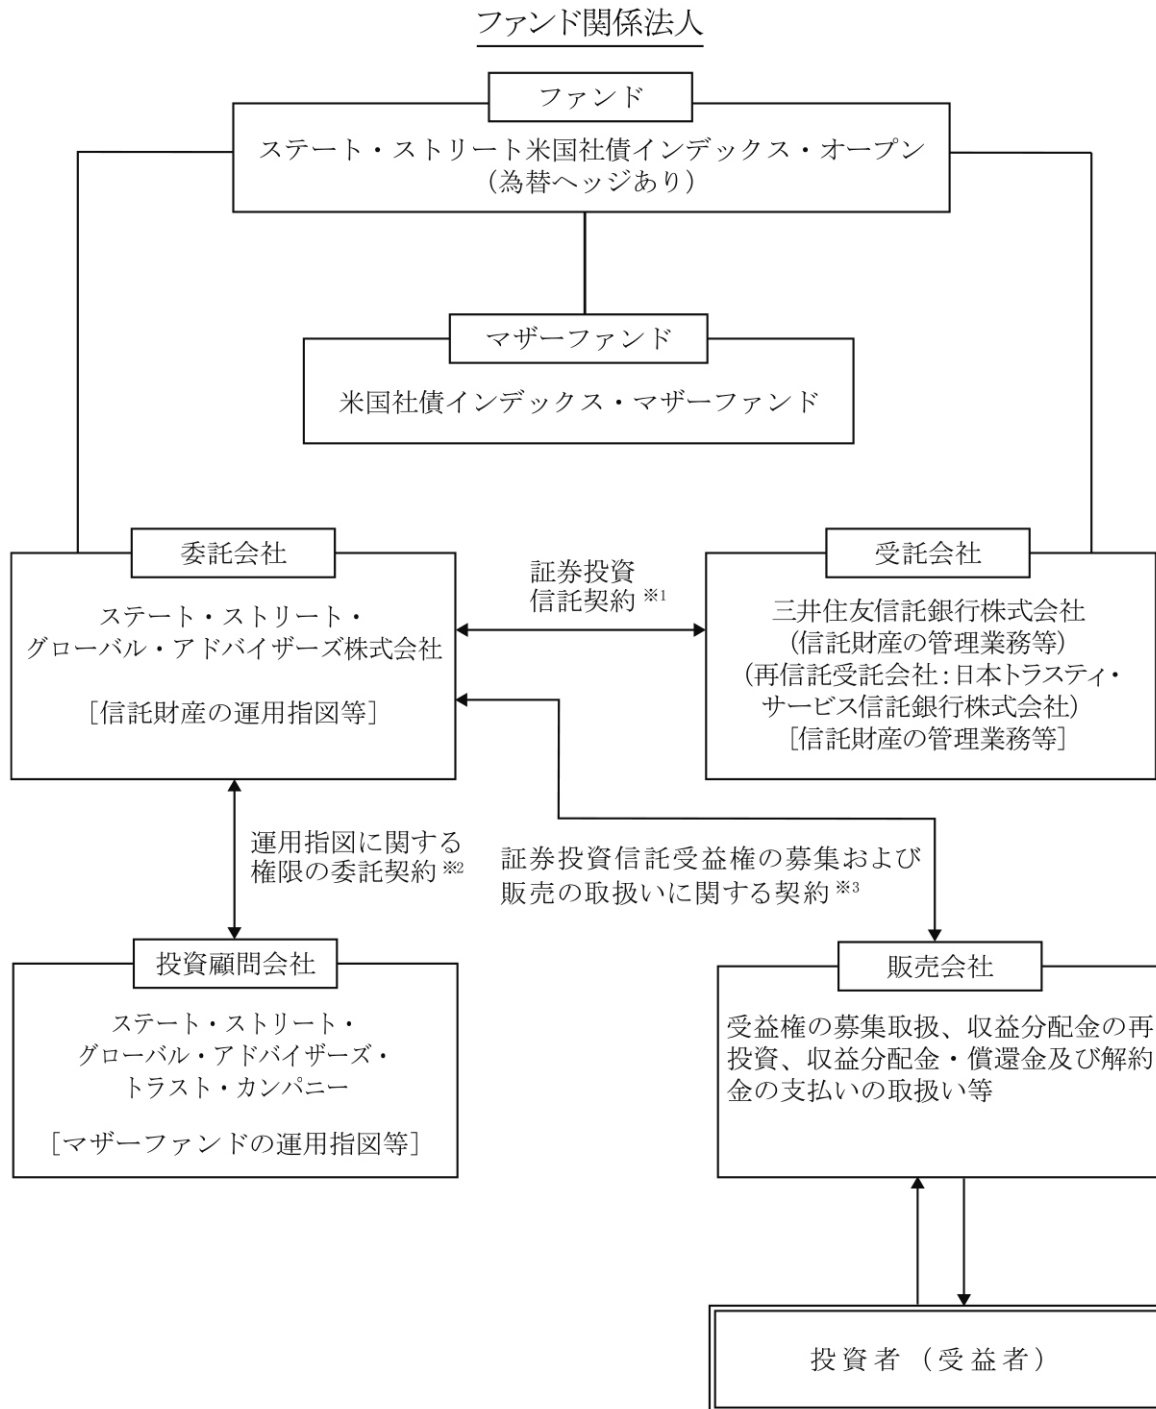 ファンド関係法人
ファンド
ステート・ストリート米国社債インデックス・オープン
（為替ヘッジあり）
マザーファンド
米国社債インデックス・マザーファンド
委託会社
ステート・ストリート・
グローバル・アドバイザーズ株式会社
[信託財産の運用指図等]
証券投資
信託契約※1
受託会社
三井住友信託銀行株式会社
(信託財産の管理業務等)
(再信託受託会社：日本トラスティ・
サービス信託銀行株式会社)
[信託財産の管理業務等]
運用指図に関する
権限の委託契約※2
証券投資信託受益権の募集および
販売の取扱いに関する契約※3
投資顧問会社
ステート・ストリート・
グローバル・アドバイザーズ・
トラスト・カンパニー
[マザーファンドの運用指図等]
販売会社
受益権の募集取扱、収益分配金の再
投資、収益分配金・償還金及び解約
金の支払いの取扱い等
投資者（受益者）